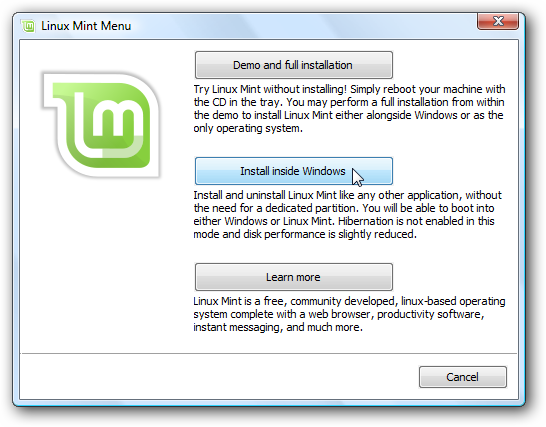 Linux Mint Menu
Demo and full installation
Try Linux Mint without installing! Simply reboot your machine with
the CD in the tray. You may perform a full installation from within
the demo to install Linux Mint either alongside Windows or as the
only operating system.
Install inside Windows
Install and uninstall Linux Mint like any other application, without
the need for a dedicated partition. You will be able to boot into
either Windows or Linux Mint. Hibernation is not enabled in this
mode and disk performance is slightly reduced.
Learn more
Linux Mint is a free, community developed, linux-based operating
system complete with a web browser, productivity software,
instant messaging, and much more.
Cancel